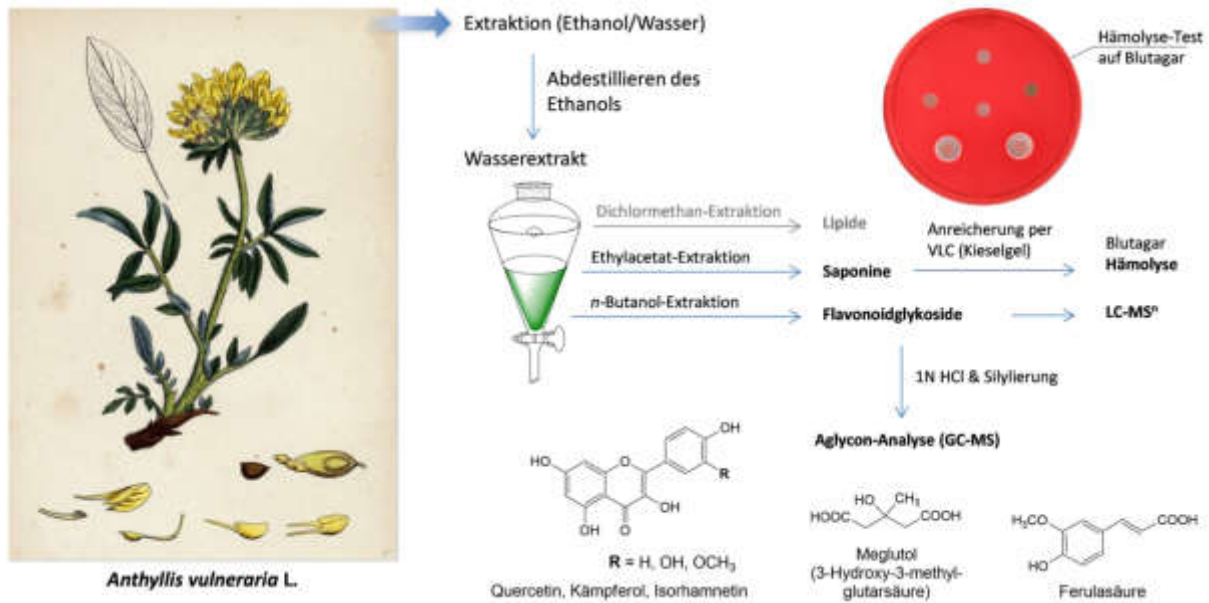 Extraktion (Ethanol/Wasser)
Hämolyse-Test
auf Blutagar
Abdestillieren des
Ethanols
Wasserextrakt
Dichlormethan-Extraktion
Lipide
Ethylacetat-Extraktion
Saponine
Anreicherung per
VLC (Kieselgel)
Blutagar
Hämolyse
n-Butanol-Extraktion
Flavonoidglykoside
LC-MSⁿ
1N HCl & Silylierung
Aglycon-Analyse (GC-MS)
HO
O
OH
R
OH
OH
O
R = H, OH, OCH₃
Quercetin, Kämpferol, Isorhamnetin
HO
CH₃
HOOC
COOH
Meglutol
(3-Hydroxy-3-methyl-
glutarsäure)
H₃CO
HO
COOH
Ferulasäure
Anthyllis vulneraria L.